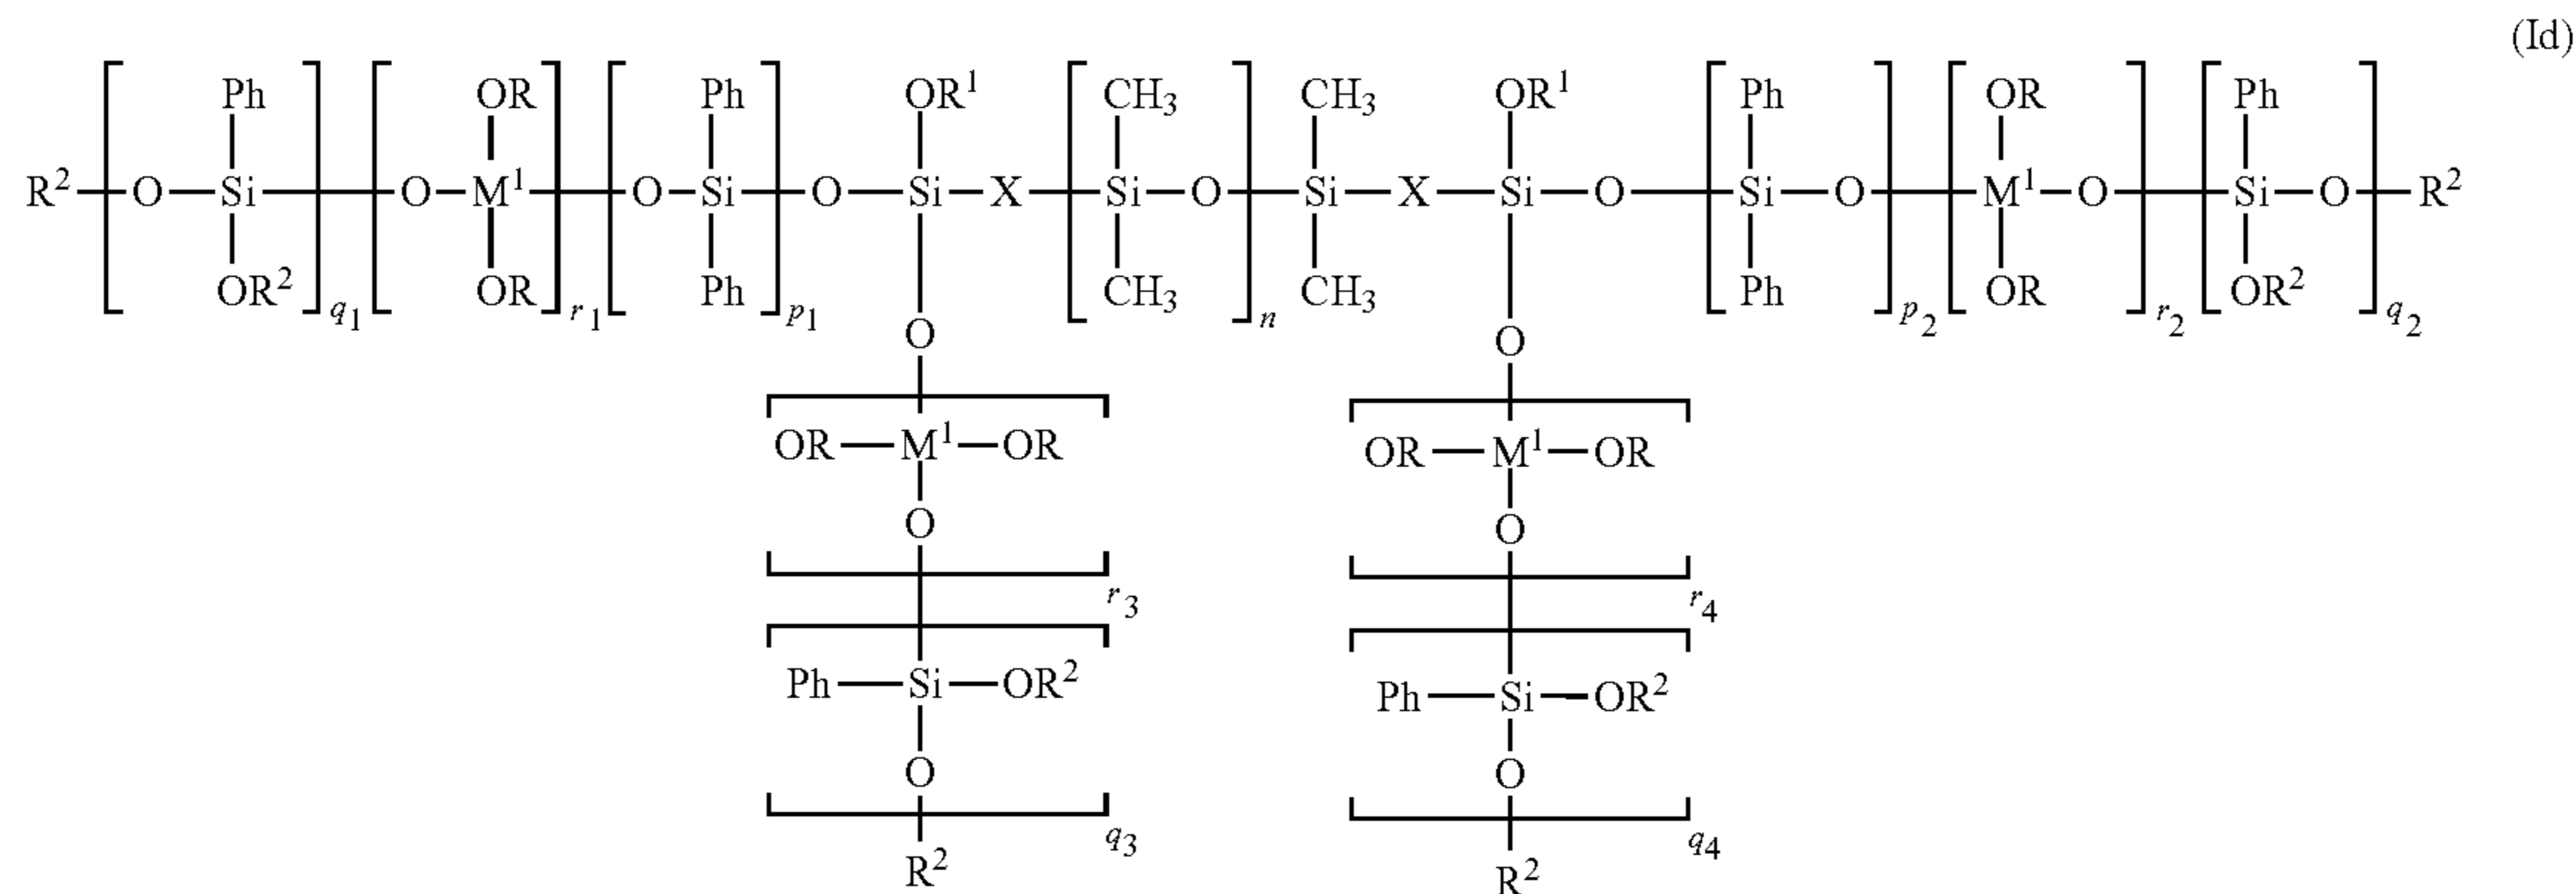 (Id)
Ph OR Ph OR¹ CH₃ CH₃ OR¹ Ph OR Ph
R² O Si O M¹ O Si O Si X Si O Si X Si O Si O M¹ O Si O R²
OR² OR Ph CH₃ CH₃ Ph OR OR²
q₁ r₁ p₁ n p₂ r₂ q₂
O O
OR M¹ OR OR M¹ OR
O O
r₃ r₄
Ph Si OR² Ph Si OR²
O O
q₃ q₄
R² R²